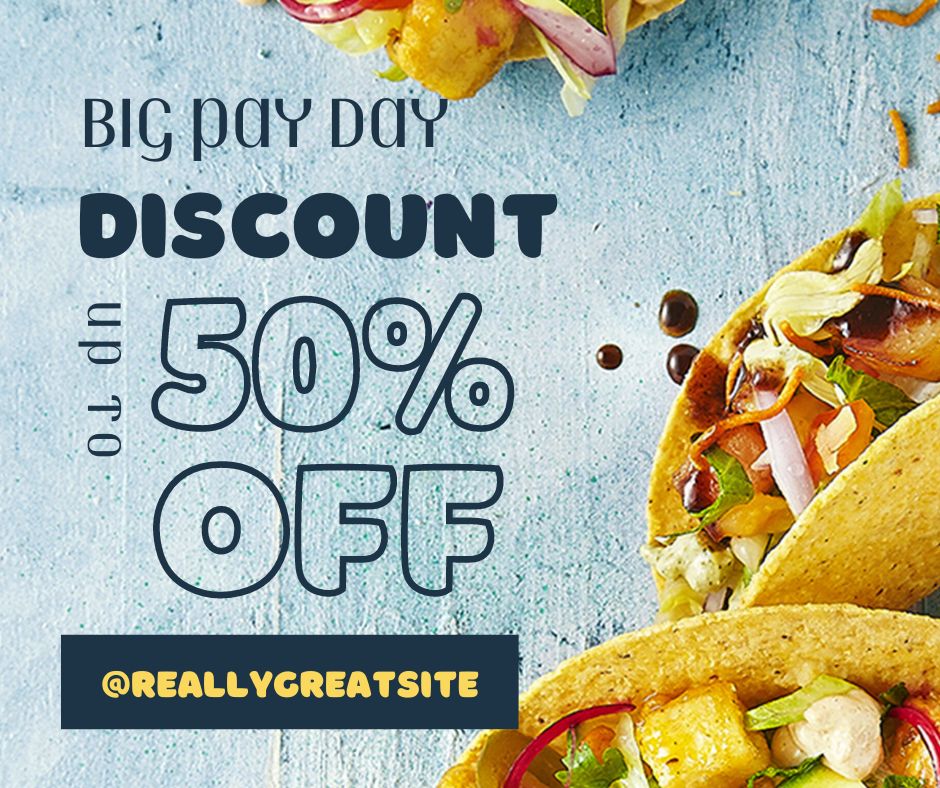 BIG PAY DAY
DISCOUNT
UP TO
50%
OFF
@REALLYGREATSITE